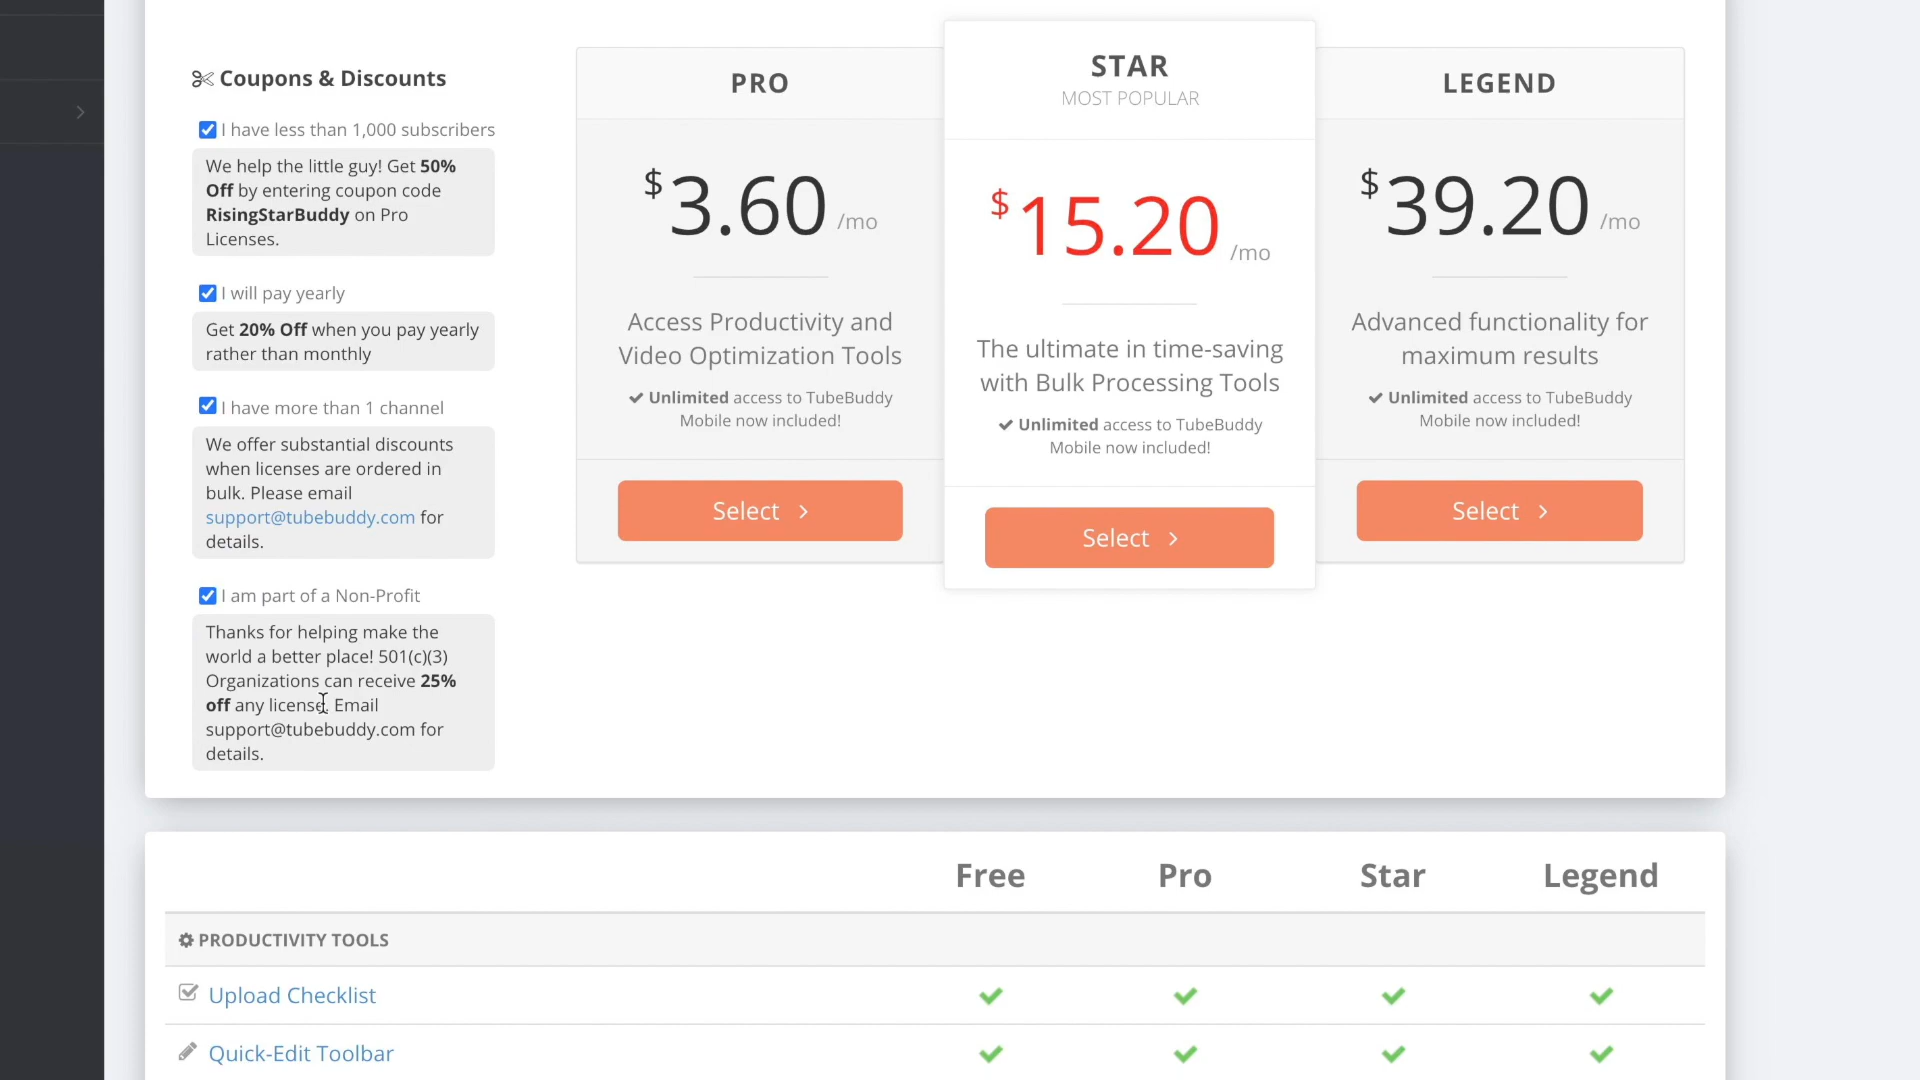 Coupons & Discounts
I have less than 1,000 subscribers
We help the little guy! Get 50%
Off by entering coupon code
RisingStarBuddy on Pro
Licenses.
I will pay yearly
Get 20% Off when you pay yearly
rather than monthly
I have more than 1 channel
We offer substantial discounts
when licenses are ordered in
bulk. Please email
support@tubebuddy.com for
details.
I am part of a Non-Profit
Thanks for helping make the
world a better place! 501(c)(3)
Organizations can receive 25%
off any license. Email
support@tubebuddy.com for
details.
PRO
$3.60 /mo
Access Productivity and
Video Optimization Tools
Unlimited access to TubeBuddy
Mobile now included!
Select
STAR
MOST POPULAR
$15.20 /mo
The ultimate in time-saving
with Bulk Processing Tools
Unlimited access to TubeBuddy
Mobile now included!
Select
LEGEND
$39.20 /mo
Advanced functionality for
maximum results
Unlimited access to TubeBuddy
Mobile now included!
Select
Free Pro Star Legend
PRODUCTIVITY TOOLS
Upload Checklist
Quick-Edit Toolbar